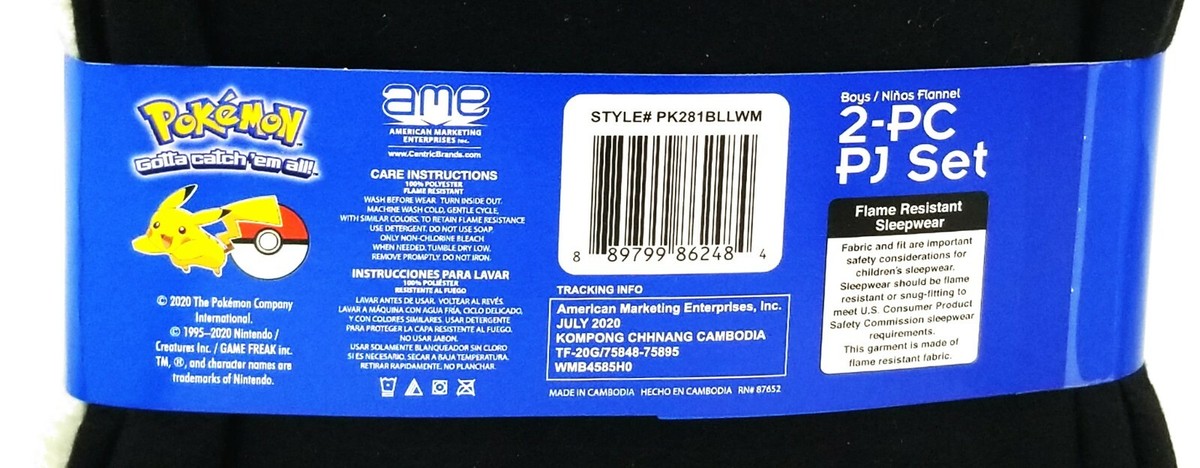 Pokémon
Gotta catch 'em all!
© 2020 The Pokémon Company
International.
© 1995–2020 Nintendo /
Creatures Inc. / GAME FREAK inc.
TM, ®, and character names are
trademarks of Nintendo.
ame
AMERICAN MARKETING
ENTERPRISES INC.
www.CentricBrands.com
CARE INSTRUCTIONS
100% POLYESTER
FLAME RESISTANT
WASH BEFORE WEAR. TURN INSIDE OUT.
MACHINE WASH COLD, GENTLE CYCLE,
WITH SIMILAR COLORS. TO RETAIN FLAME RESISTANCE
USE DETERGENT. DO NOT USE SOAP.
ONLY NON-CHLORINE BLEACH
WHEN NEEDED. TUMBLE DRY LOW.
REMOVE PROMPTLY. DO NOT IRON.
INSTRUCCIONES PARA LAVAR
100% POLIÉSTER
RESISTENTE AL FUEGO
LAVAR ANTES DE USAR. VOLTEAR AL REVÉS.
LAVAR A MÁQUINA CON AGUA FRÍA, CICLO DELICADO,
Y CON COLORES SIMILARES. USAR DETERGENTE
PARA PROTEGER LA CAPA RESISTENTE AL FUEGO.
NO USAR JABON.
USAR SOLAMENTE BLANQUEADOR SIN CLORO
SI ES NECESARIO. SECAR A BAJA TEMPERATURA.
RETIRAR RAPIDAMENTE. NO PLANCHAR.
STYLE# PK281BLLWM
8 89799 86248 4
TRACKING INFO
American Marketing Enterprises, Inc.
JULY 2020
KOMPONG CHHNANG CAMBODIA
TF-20G/75848-75895
WMB4585H0
MADE IN CAMBODIA HECHO EN CAMBODIA RN# 87652
Boys / Niños Flannel
2-PC
PJ Set
Flame Resistant
Sleepwear
Fabric and fit are important
safety considerations for
children's sleepwear.
Sleepwear should be flame
resistant or snug-fitting to
meet U.S. Consumer Product
Safety Commission sleepwear
requirements.
This garment is made of
flame resistant fabric.